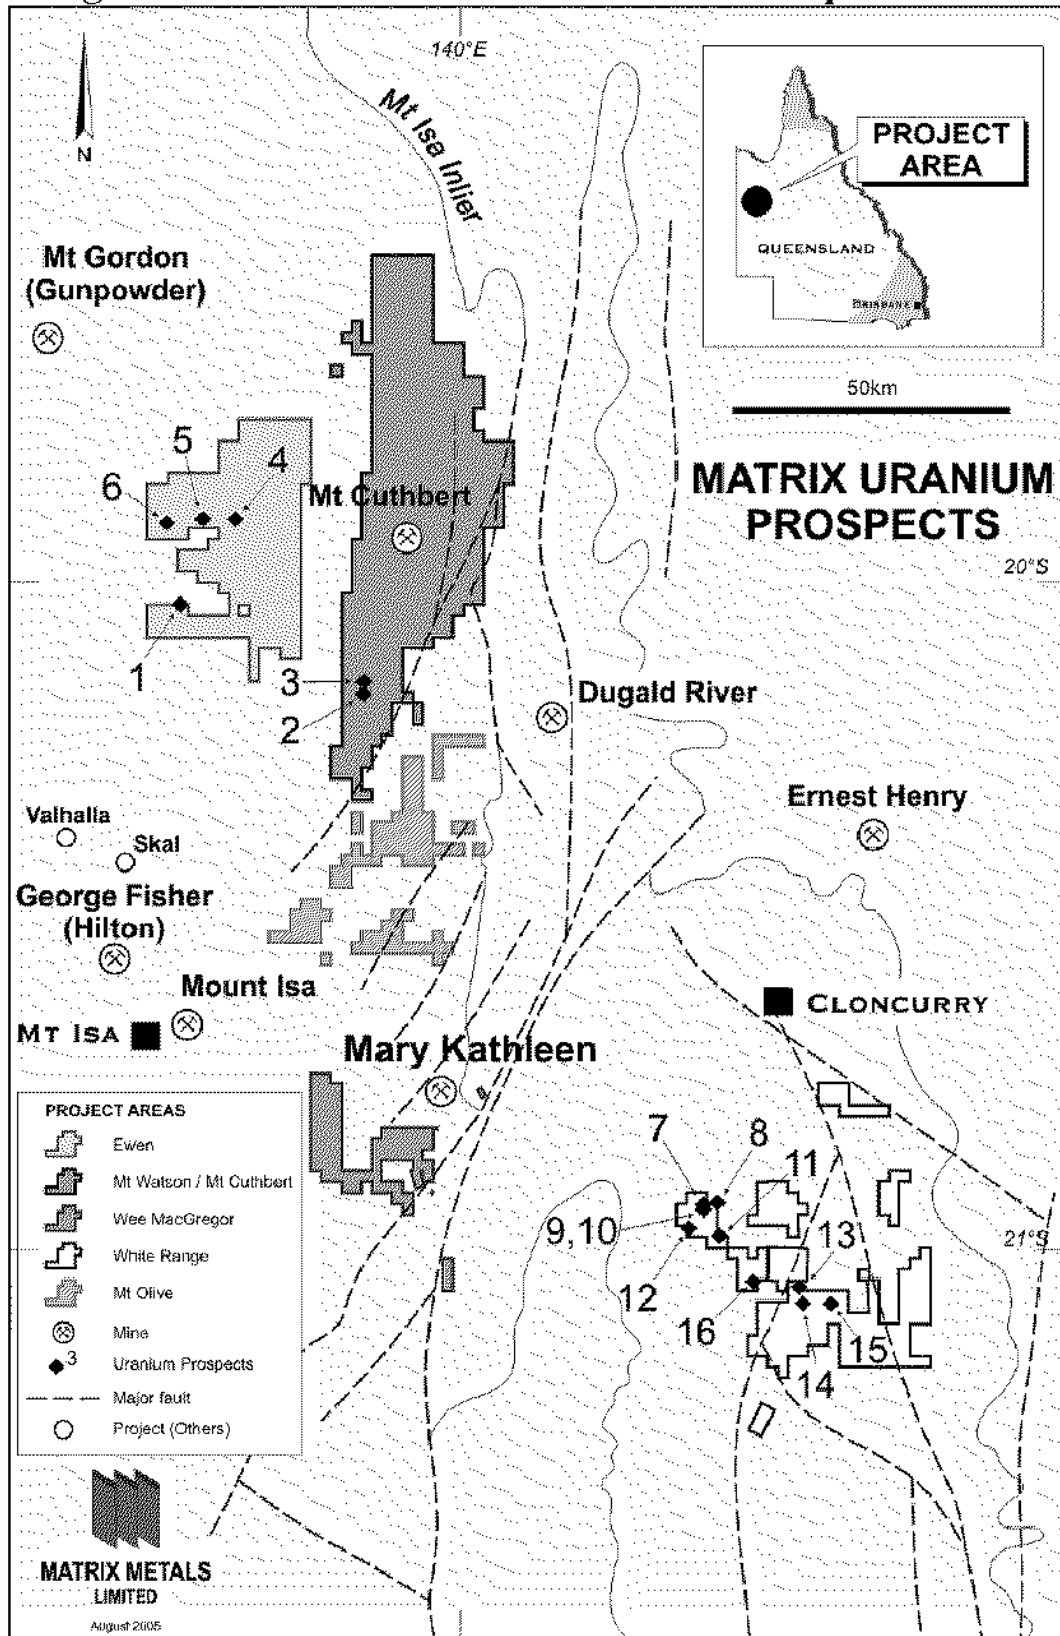 140°E
Mt Isa Inlier
N
PROJECT
AREA
QUEENSLAND
BRISBANE
Mt Gordon
(Gunpowder)
50km
MATRIX URANIUM
PROSPECTS
5
4
6
Mt Cuthbert
20°S
1
3
2
Dugald River
Ernest Henry
Valhalla
Skal
George Fisher
(Hilton)
Mount Isa
MT ISA
CLONCURRY
Mary Kathleen
7
8
11
9,10
13
21°S
12
16
15
14
PROJECT AREAS
Ewen
Mt Watson / Mt Cuthbert
Wee MacGregor
White Range
Mt Olive
Mine
3
Uranium Prospects
Major fault
Project (Others)
MATRIX METALS
LIMITED
August 2005